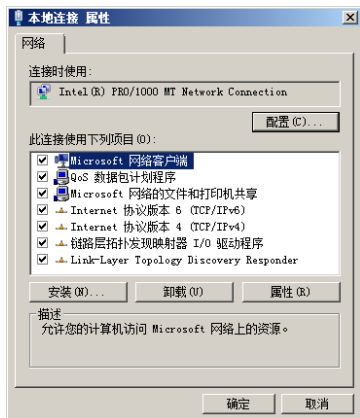 本地连接 属性
网络
连接时使用:
Intel(R) PRO/1000 MT Network Connection
配置(C)...
此连接使用下列项目(O):
Microsoft 网络客户端
QoS 数据包计划程序
Microsoft 网络的文件和打印机共享
Internet 协议版本 6 (TCP/IPv6)
Internet 协议版本 4 (TCP/IPv4)
链路层拓扑发现映射器 I/O 驱动程序
Link-Layer Topology Discovery Responder
安装(N)... 卸载(U) 属性(R)
描述
允许您的计算机访问 Microsoft 网络上的资源。
确定 取消